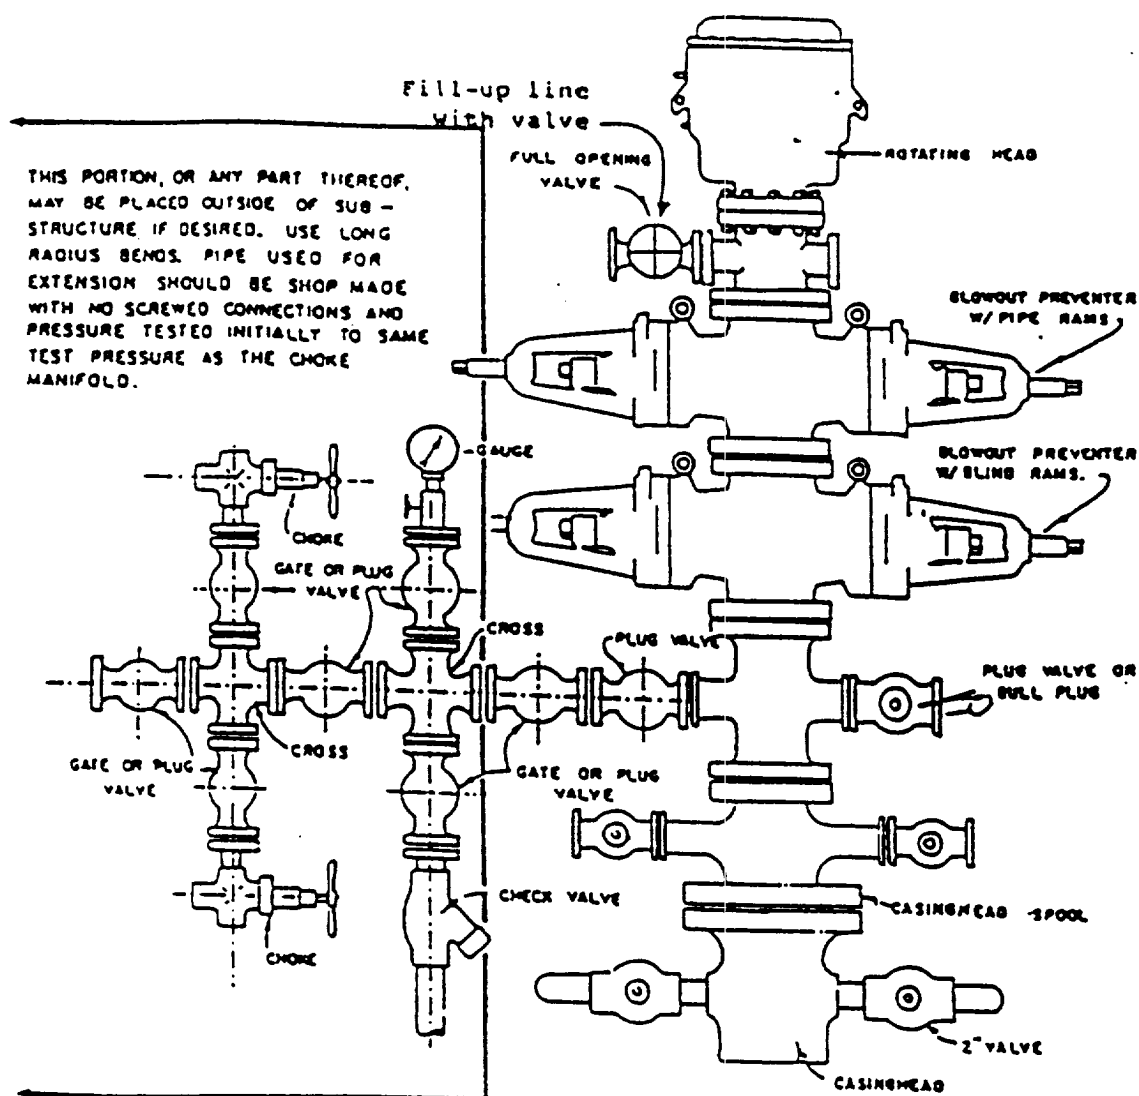 Fill-up line
with valve
FULL OPENING
VALVE
ROTATING HEAD
THIS PORTION, OR ANY PART THEREOF,
MAY BE PLACED OUTSIDE OF SUB-
STRUCTURE IF DESIRED. USE LONG
RADIUS BENDS. PIPE USED FOR
EXTENSION SHOULD BE SHOP MADE
WITH NO SCREWED CONNECTIONS AND
PRESSURE TESTED INITIALLY TO SAME
TEST PRESSURE AS THE CHOKE
MANIFOLD.
BLOWOUT PREVENTER
W/ PIPE RAMS
GAUGE
BLOWOUT PREVENTER
W/ BLIND RAMS.
CHOKE
GATE OR PLUG
VALVE
CROSS
PLUG VALVE
PLUG VALVE OR
BULL PLUG
CROSS
GATE OR PLUG
VALVE
GATE OR PLUG
VALVE
CHECK VALVE
CASINGHEAD SPOOL
CHOKE
2" VALVE
CASINGHEAD